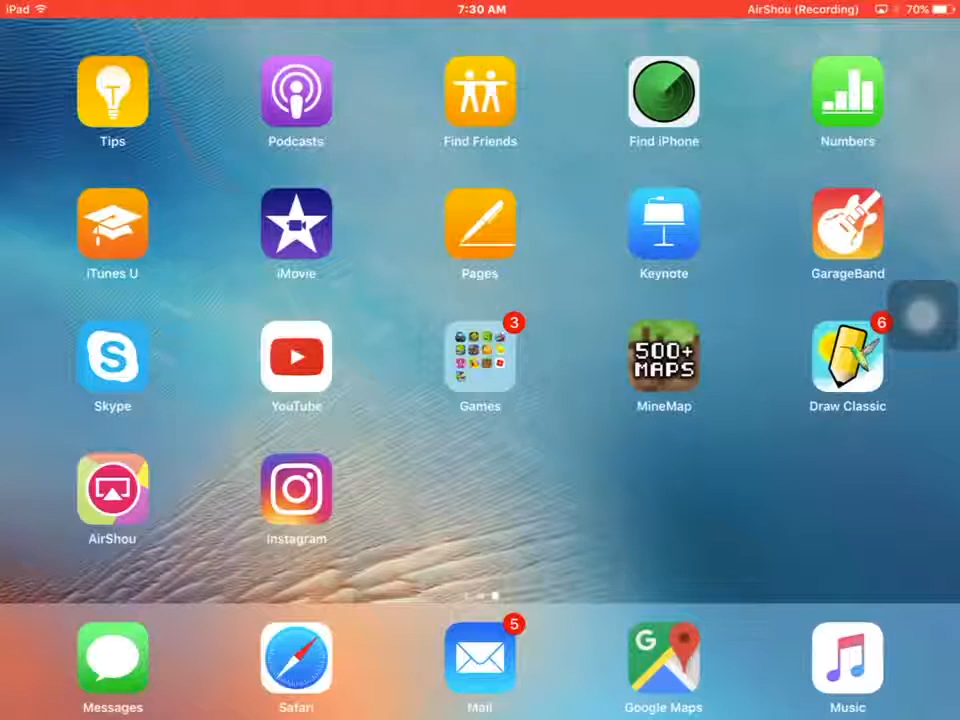 iPad 7:30 AM AirShou (Recording) 70%
Tips Podcasts Find Friends Find iPhone Numbers
iTunes U iMovie Pages Keynote GarageBand
3 500+ 6
MAPS
Skype YouTube Games MineMap Draw Classic
AirShou Instagram
5
G
Messages Safari Mail Google Maps Music